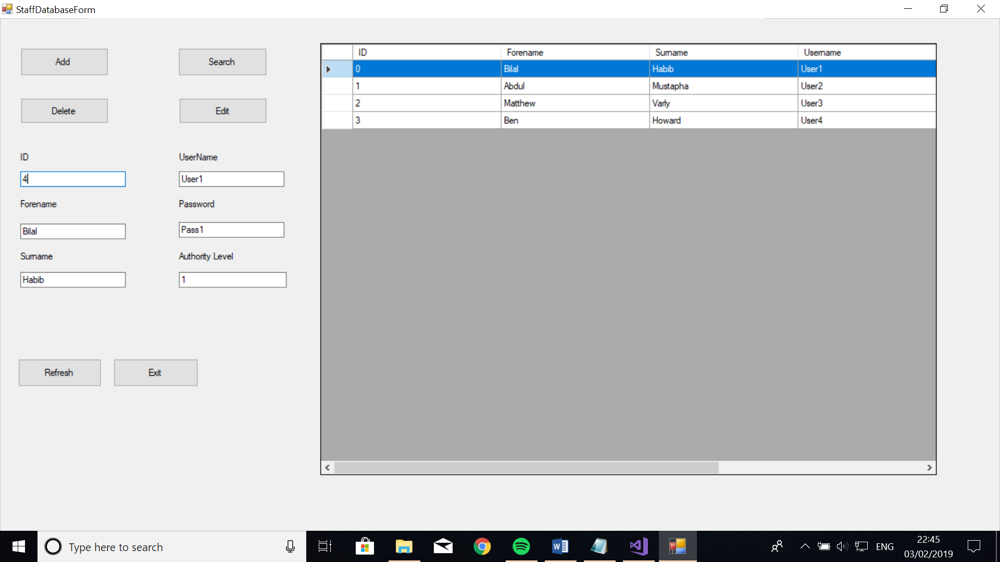 StaffDatabaseForm
Add
Search
Delete
Edit
ID
UserName
4
User1
Forename
Password
Bilal
Pass1
Surname
Authority Level
Habib
1
Refresh
Exit
ID Forename Surname Username
0 Bilal Habib User1
1 Abdul Mustapha User2
2 Matthew Varly User3
3 Ben Howard User4
Type here to search
ENG
22:45
03/02/2019